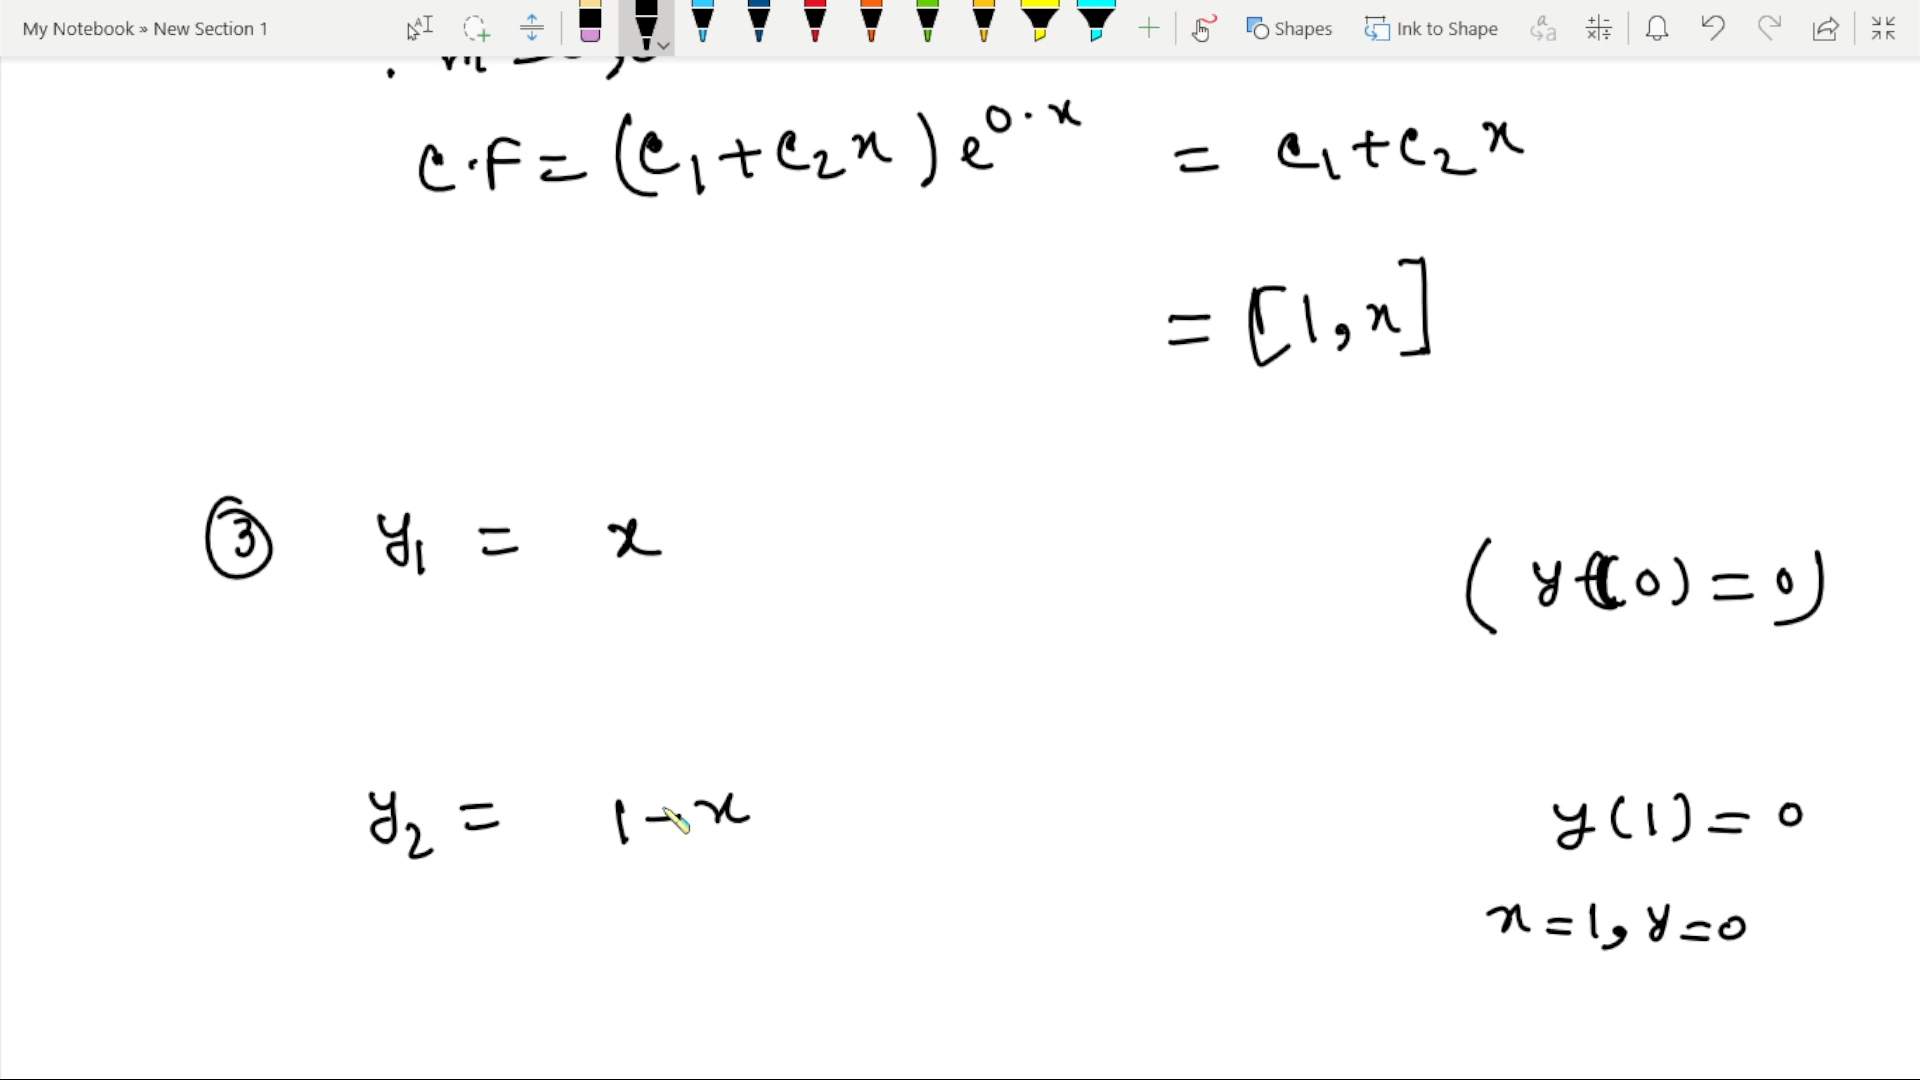 My Notebook » New Section 1
Shapes
Ink to Shape
C.F = (C₁+C₂x) e^0.x = C₁+C₂x
= [1,x]
③ y₁ = x
(y(0)=0)
y₂ = 1-x
y(1)=0
x=1, y=0